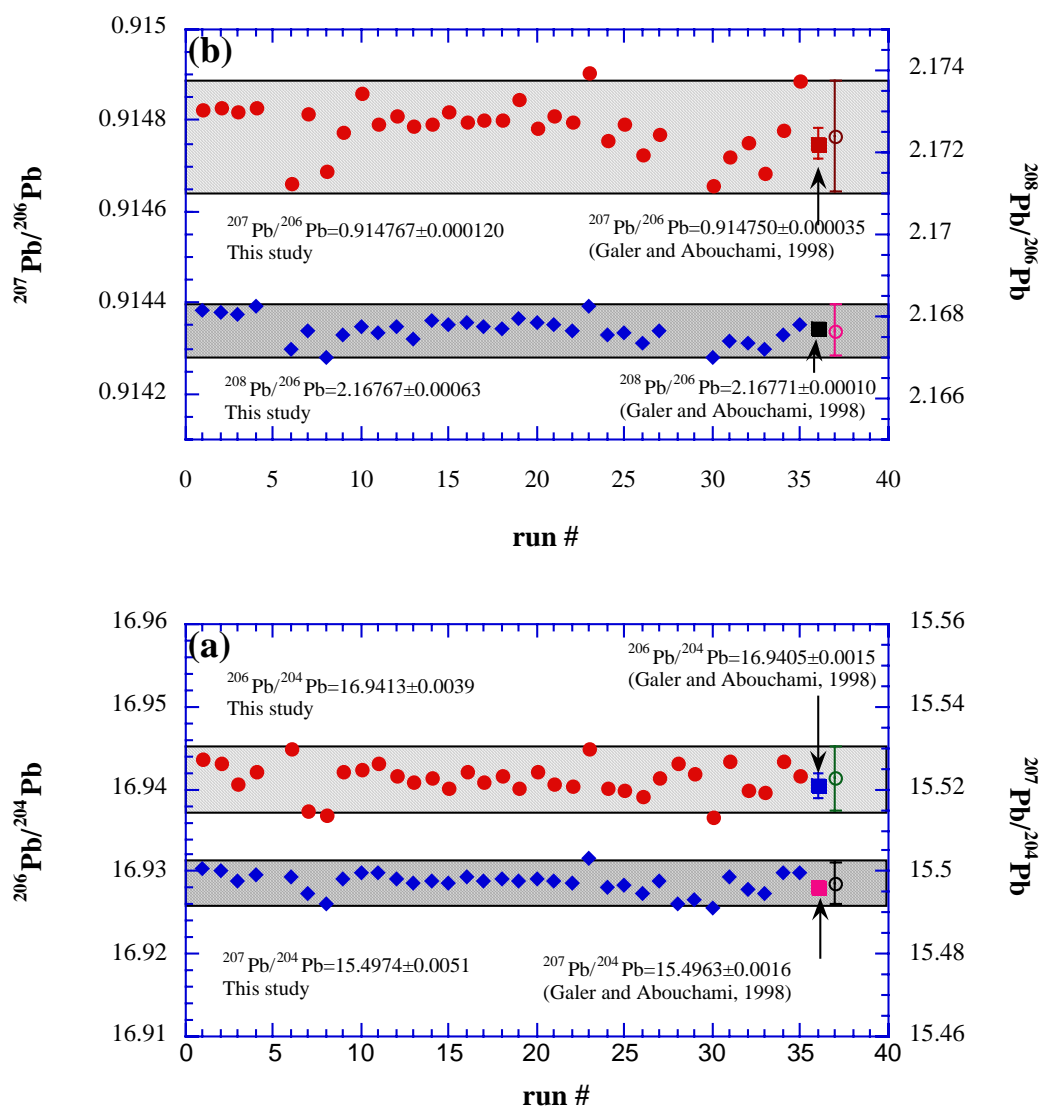 (b)
0.915
0.9148
0.9146
0.9144
0.9142
²⁰⁷Pb/²⁰⁶Pb
2.174
2.172
2.17
2.168
2.166
²⁰⁸Pb/²⁰⁶Pb
²⁰⁷Pb/²⁰⁶Pb=0.914767±0.000120
This study
²⁰⁷Pb/²⁰⁶Pb=0.914750±0.000035
(Galer and Abouchami, 1998)
²⁰⁸Pb/²⁰⁶Pb=2.16767±0.00063
This study
²⁰⁸Pb/²⁰⁶Pb=2.16771±0.00010
(Galer and Abouchami, 1998)
0 5 10 15 20 25 30 35 40
run #
(a)
16.96
16.95
16.94
16.93
16.92
16.91
²⁰⁶Pb/²⁰⁴Pb
15.56
15.54
15.52
15.5
15.48
15.46
²⁰⁷Pb/²⁰⁴Pb
²⁰⁶Pb/²⁰⁴Pb=16.9413±0.0039
This study
²⁰⁶Pb/²⁰⁴Pb=16.9405±0.0015
(Galer and Abouchami, 1998)
²⁰⁷Pb/²⁰⁴Pb=15.4974±0.0051
This study
²⁰⁷Pb/²⁰⁴Pb=15.4963±0.0016
(Galer and Abouchami, 1998)
0 5 10 15 20 25 30 35 40
run #